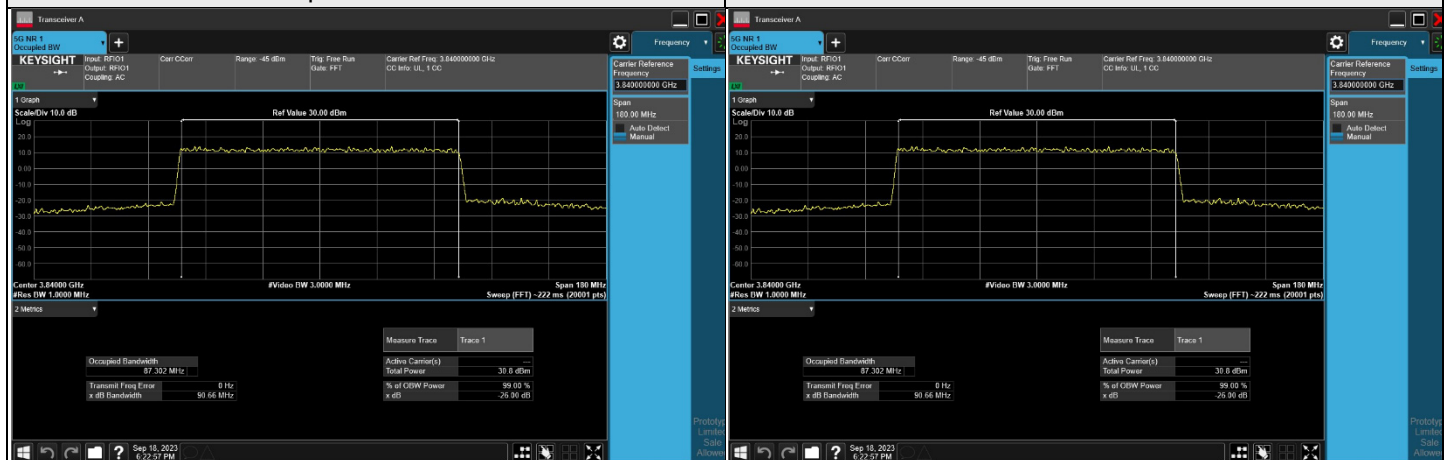 Transceiver A
5G NR 1
Occupied BW
Frequency
KEYSIGHT
Input: RFIO1
Output: RFIO1
Coupling: AC
Corr CCorr
Range: -45 dBm
Trig: Free Run
Gate: FFT
Carrier Ref Freq: 3.840000000 GHz
CC Info: UL, 1 CC
Carrier Reference
Frequency
3.840000000 GHz
Settings
LW
1 Graph
Span
180.00 MHz
Auto Detect
Manual
Scale/Div 10.0 dB
Ref Value 30.00 dBm
Log
20.0
10.0
0.00
-10.0
-20.0
-30.0
-40.0
-50.0
-60.0
Center 3.84000 GHz
#Video BW 3.0000 MHz
Span 180 MHz
#Res BW 1.0000 MHz
Sweep (FFT) ~222 ms (20001 pts)
2 Metrics
Measure Trace
Trace 1
Occupied Bandwidth
87.302 MHz
Active Carrier(s)
---
Total Power
30.8 dBm
Transmit Freq Error
0 Hz
% of OBW Power
99.00 %
x dB Bandwidth
90.66 MHz
x dB
-26.00 dB
Limited
Sale
?
Sep 18, 2023
6:22:57 PM
Transceiver A
5G NR 1
Occupied BW
Frequency
KEYSIGHT
Input: RFIO1
Output: RFIO1
Coupling: AC
Corr CCorr
Range: -45 dBm
Trig: Free Run
Gate: FFT
Carrier Ref Freq: 3.840000000 GHz
CC Info: UL, 1 CC
Carrier Reference
Frequency
3.840000000 GHz
Settings
LW
1 Graph
Span
180.00 MHz
Auto Detect
Manual
Scale/Div 10.0 dB
Ref Value 30.00 dBm
Log
20.0
10.0
0.00
-10.0
-20.0
-30.0
-40.0
-50.0
-60.0
Center 3.84000 GHz
#Video BW 3.0000 MHz
Span 180 MHz
#Res BW 1.0000 MHz
Sweep (FFT) ~222 ms (20001 pts)
2 Metrics
Measure Trace
Trace 1
Occupied Bandwidth
87.302 MHz
Active Carrier(s)
---
Total Power
30.8 dBm
Transmit Freq Error
0 Hz
% of OBW Power
99.00 %
x dB Bandwidth
90.66 MHz
x dB
-26.00 dB
Limited
Sale
?
Sep 18, 2023
6:22:57 PM